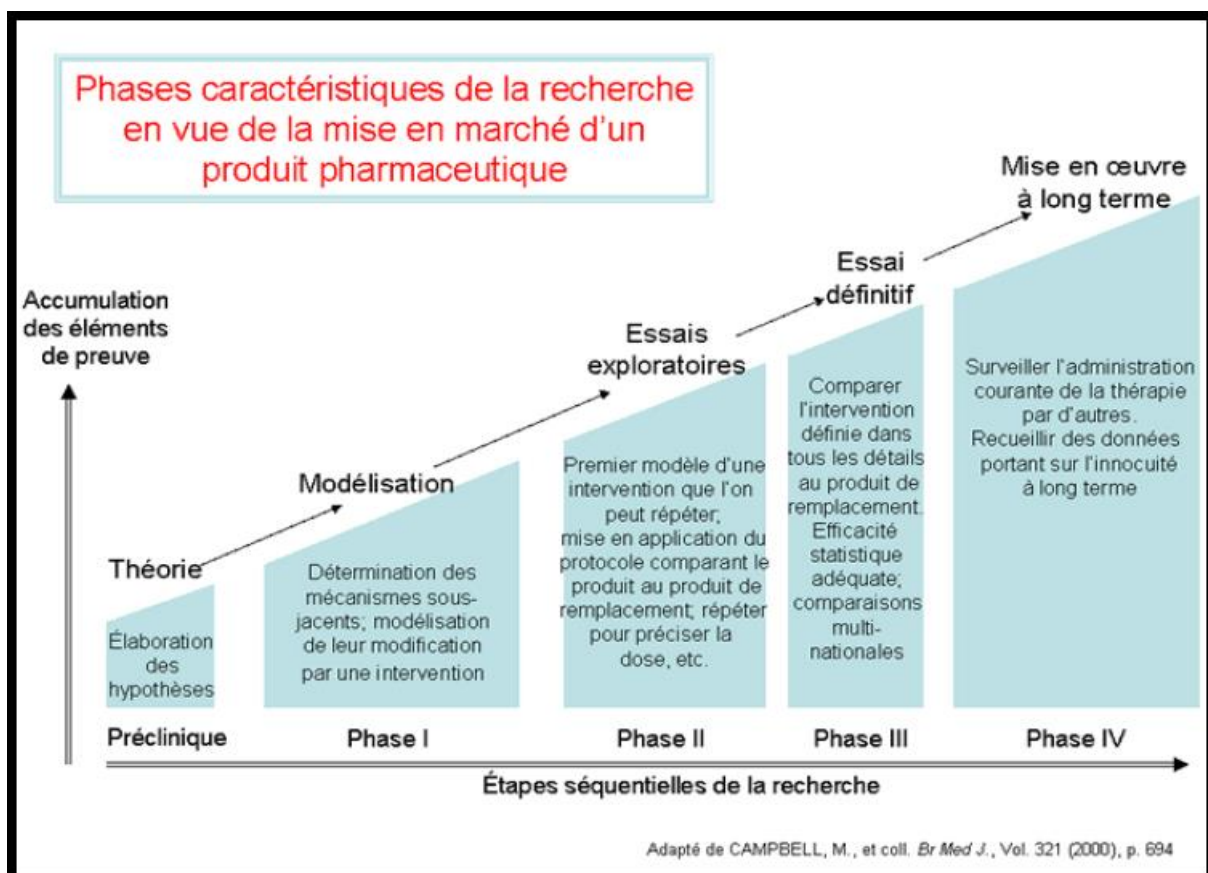 Phases caractéristiques de la recherche
en vue de la mise en marché d'un
produit pharmaceutique
Accumulation
des éléments
de preuve
Théorie
Modélisation
Essais
exploratoires
Essai
définitif
Mise en œuvre
à long terme
Élaboration
des
hypothèses
Détermination des
mécanismes sous-
jacents; modélisation
de leur modification
par une intervention
Premier modèle d'une
intervention que l'on
peut répéter;
mise en application du
protocole comparant le
produit au produit de
remplacement; répéter
pour préciser la
dose, etc.
Comparer
l'intervention
définie dans
tous les détails
au produit de
remplacement.
Efficacité
statistique
adéquate;
comparaisons
multi-
nationales
Surveiller l'administration
courante de la thérapie
par d'autres.
Recueillir des données
portant sur l'innocuité
à long terme
Préclinique
Phase I
Phase II
Phase III
Phase IV
Étapes séquentielles de la recherche
Adapté de CAMPBELL, M., et coll. Br Med J., Vol. 321 (2000), p. 694